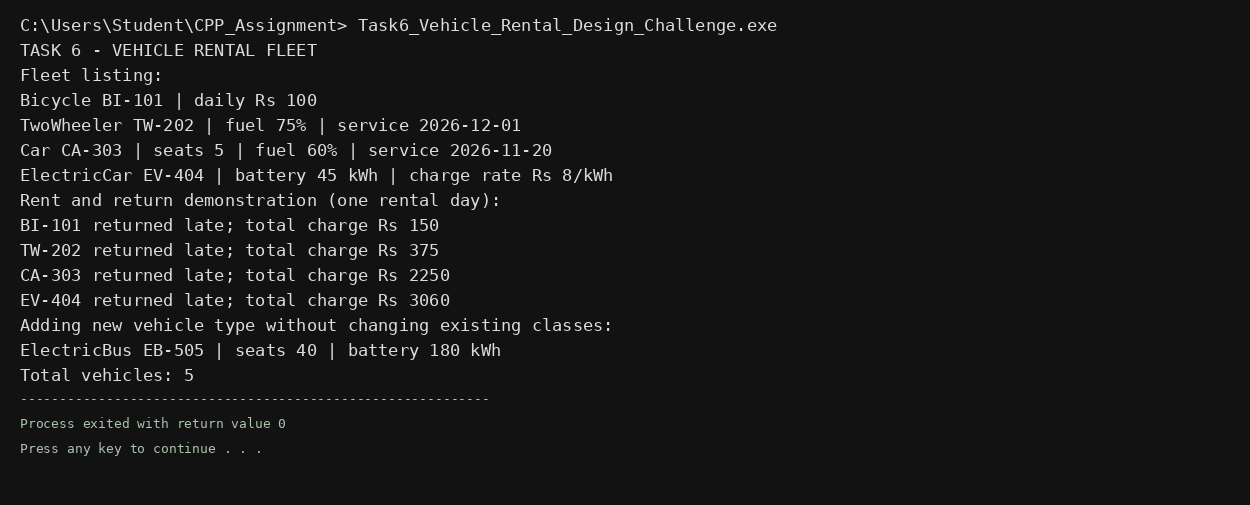 C:\Users\Student\CPP_Assignment> Task6_Vehicle_Rental_Design_Challenge.exe
TASK 6 - VEHICLE RENTAL FLEET
Fleet listing:
Bicycle BI-101 | daily Rs 100
TwoWheeler TW-202 | fuel 75% | service 2026-12-01
Car CA-303 | seats 5 | fuel 60% | service 2026-11-20
ElectricCar EV-404 | battery 45 kWh | charge rate Rs 8/kWh
Rent and return demonstration (one rental day):
BI-101 returned late; total charge Rs 150
TW-202 returned late; total charge Rs 375
CA-303 returned late; total charge Rs 2250
EV-404 returned late; total charge Rs 3060
Adding new vehicle type without changing existing classes:
ElectricBus EB-505 | seats 40 | battery 180 kWh
Total vehicles: 5
------------------------------------------------------------
Process exited with return value 0
Press any key to continue . . .